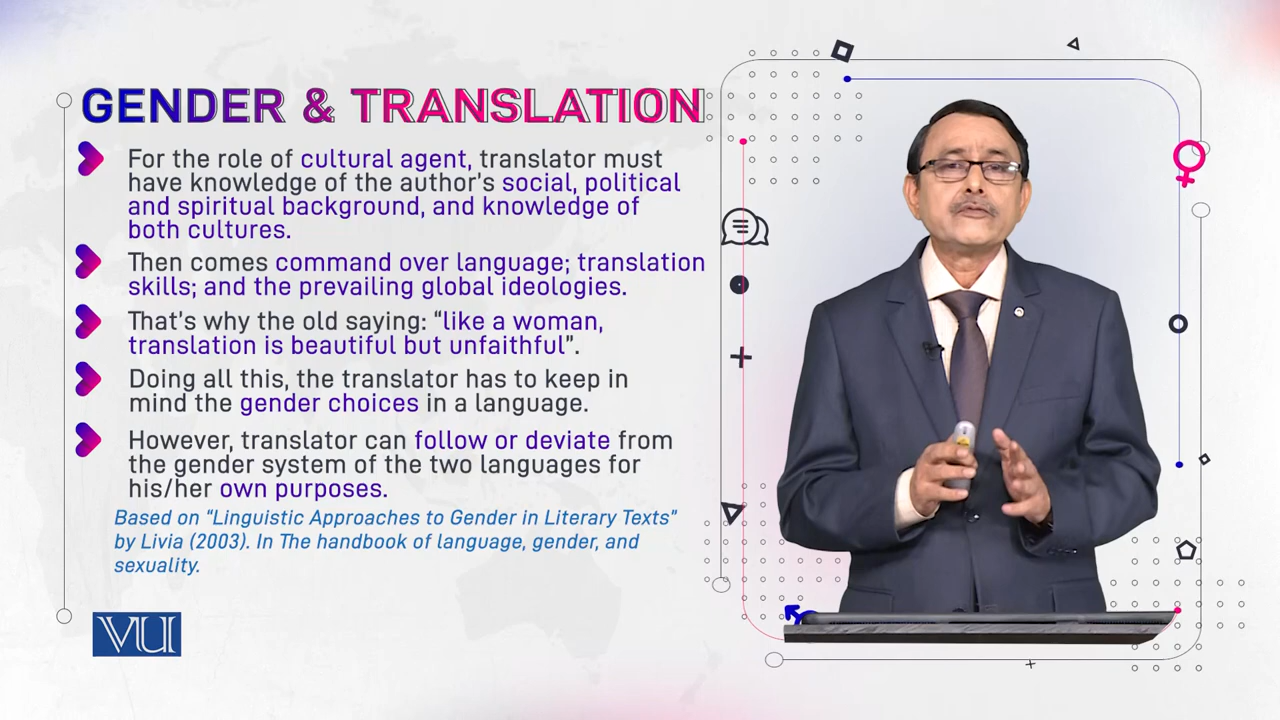 GENDER & TRANSLATION
For the role of cultural agent, translator must
have knowledge of the author's social, political
and spiritual background, and knowledge of
both cultures.
Then comes command over language; translation
skills; and the prevailing global ideologies.
That's why the old saying: “like a woman,
translation is beautiful but unfaithful”.
Doing all this, the translator has to keep in
mind the gender choices in a language.
However, translator can follow or deviate from
the gender system of the two languages for
his/her own purposes.
Based on “Linguistic Approaches to Gender in Literary Texts”
by Livia (2003). In The handbook of language, gender, and
sexuality.
VU